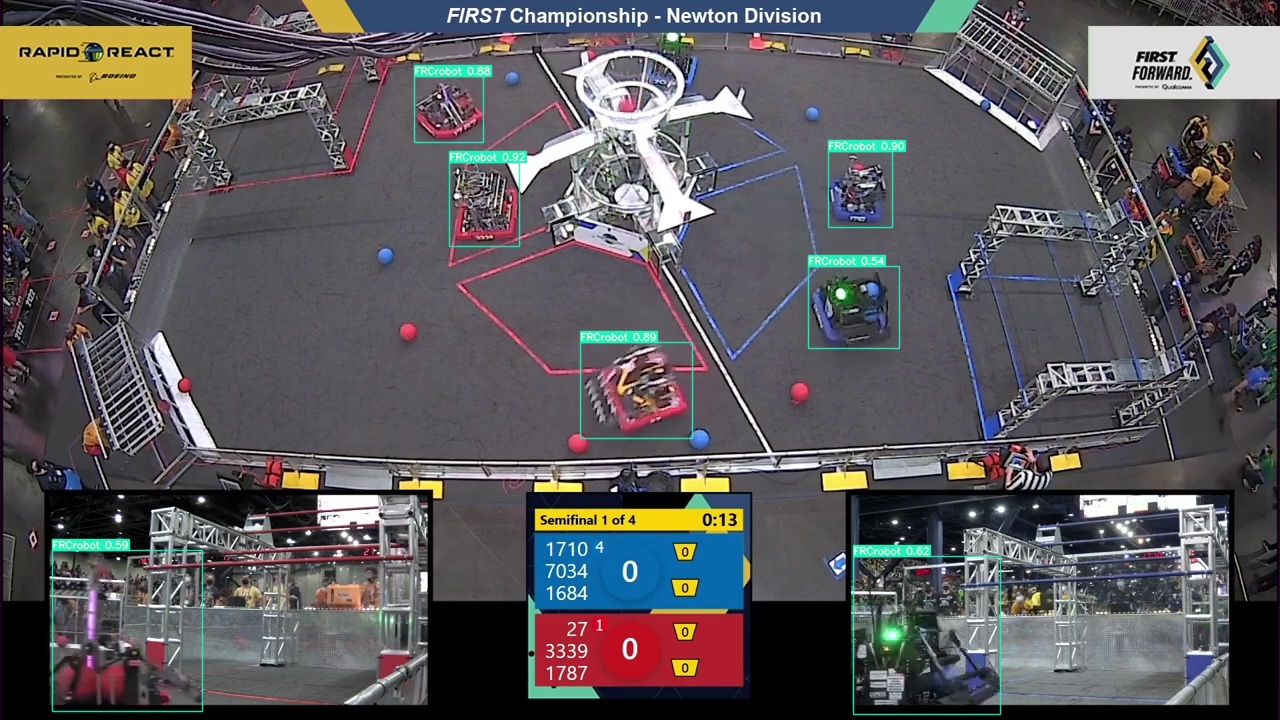 FIRST Championship - Newton Division
RAPID REACT
PRESENTED BY BOEING
FIRST
FORWARD
PRESENTED BY Qualcomm
FRCrobot 0.88
FRCrobot 0.92
FRCrobot 0.90
FRCrobot 0.54
FRCrobot 0.89
FRCrobot 0.59
FRCrobot 0.62
Semifinal 1 of 4 0:13
1710 4
7034
1684
0
0
0
27 1
3339
1787
0
0
0